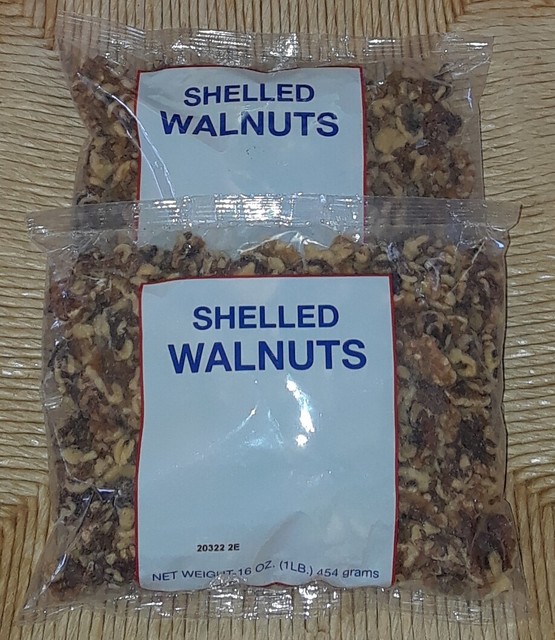 SHELLED
WALNUTS
SHELLED
WALNUTS
20322 2E
NET WEIGHT 16 OZ. (1LB.) 454 grams